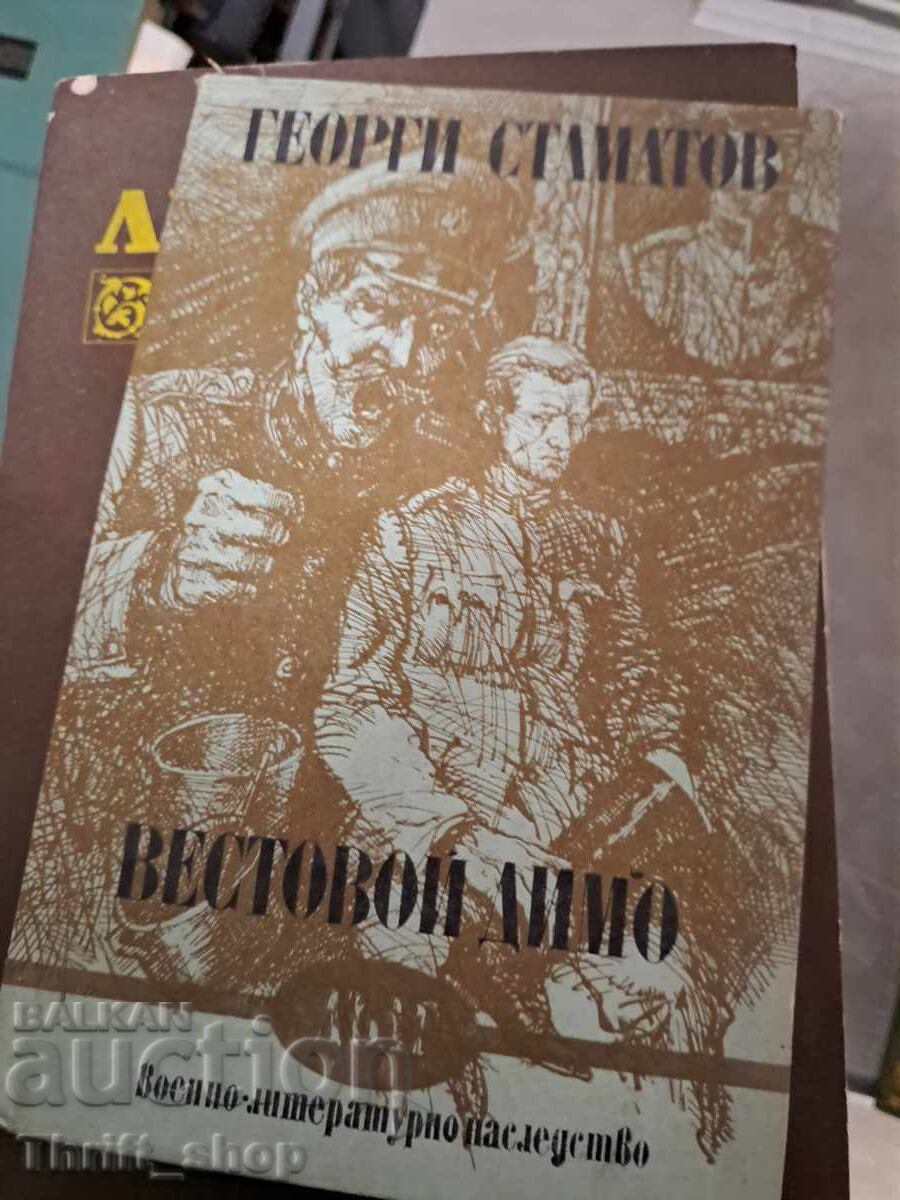 ГЕОРГИ СТАМАТОВ
Л
ВЕСТОВОЙ ДИМО
Военно-литературно наследство
BALKAN
auction
Thrift_shop